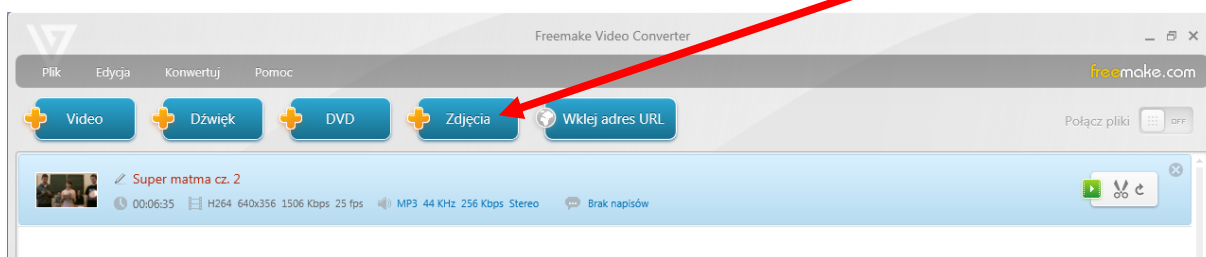 Freemake Video Converter
Plik Edycja Konwertuj Pomoc
freemake.com
Video Dźwięk DVD Zdjęcia Wklej adres URL
Połącz pliki OFF
Super matma cz. 2
00:06:35 H264 640x356 1506 Kbps 25 fps MP3 44 KHz 256 Kbps Stereo Brak napisów